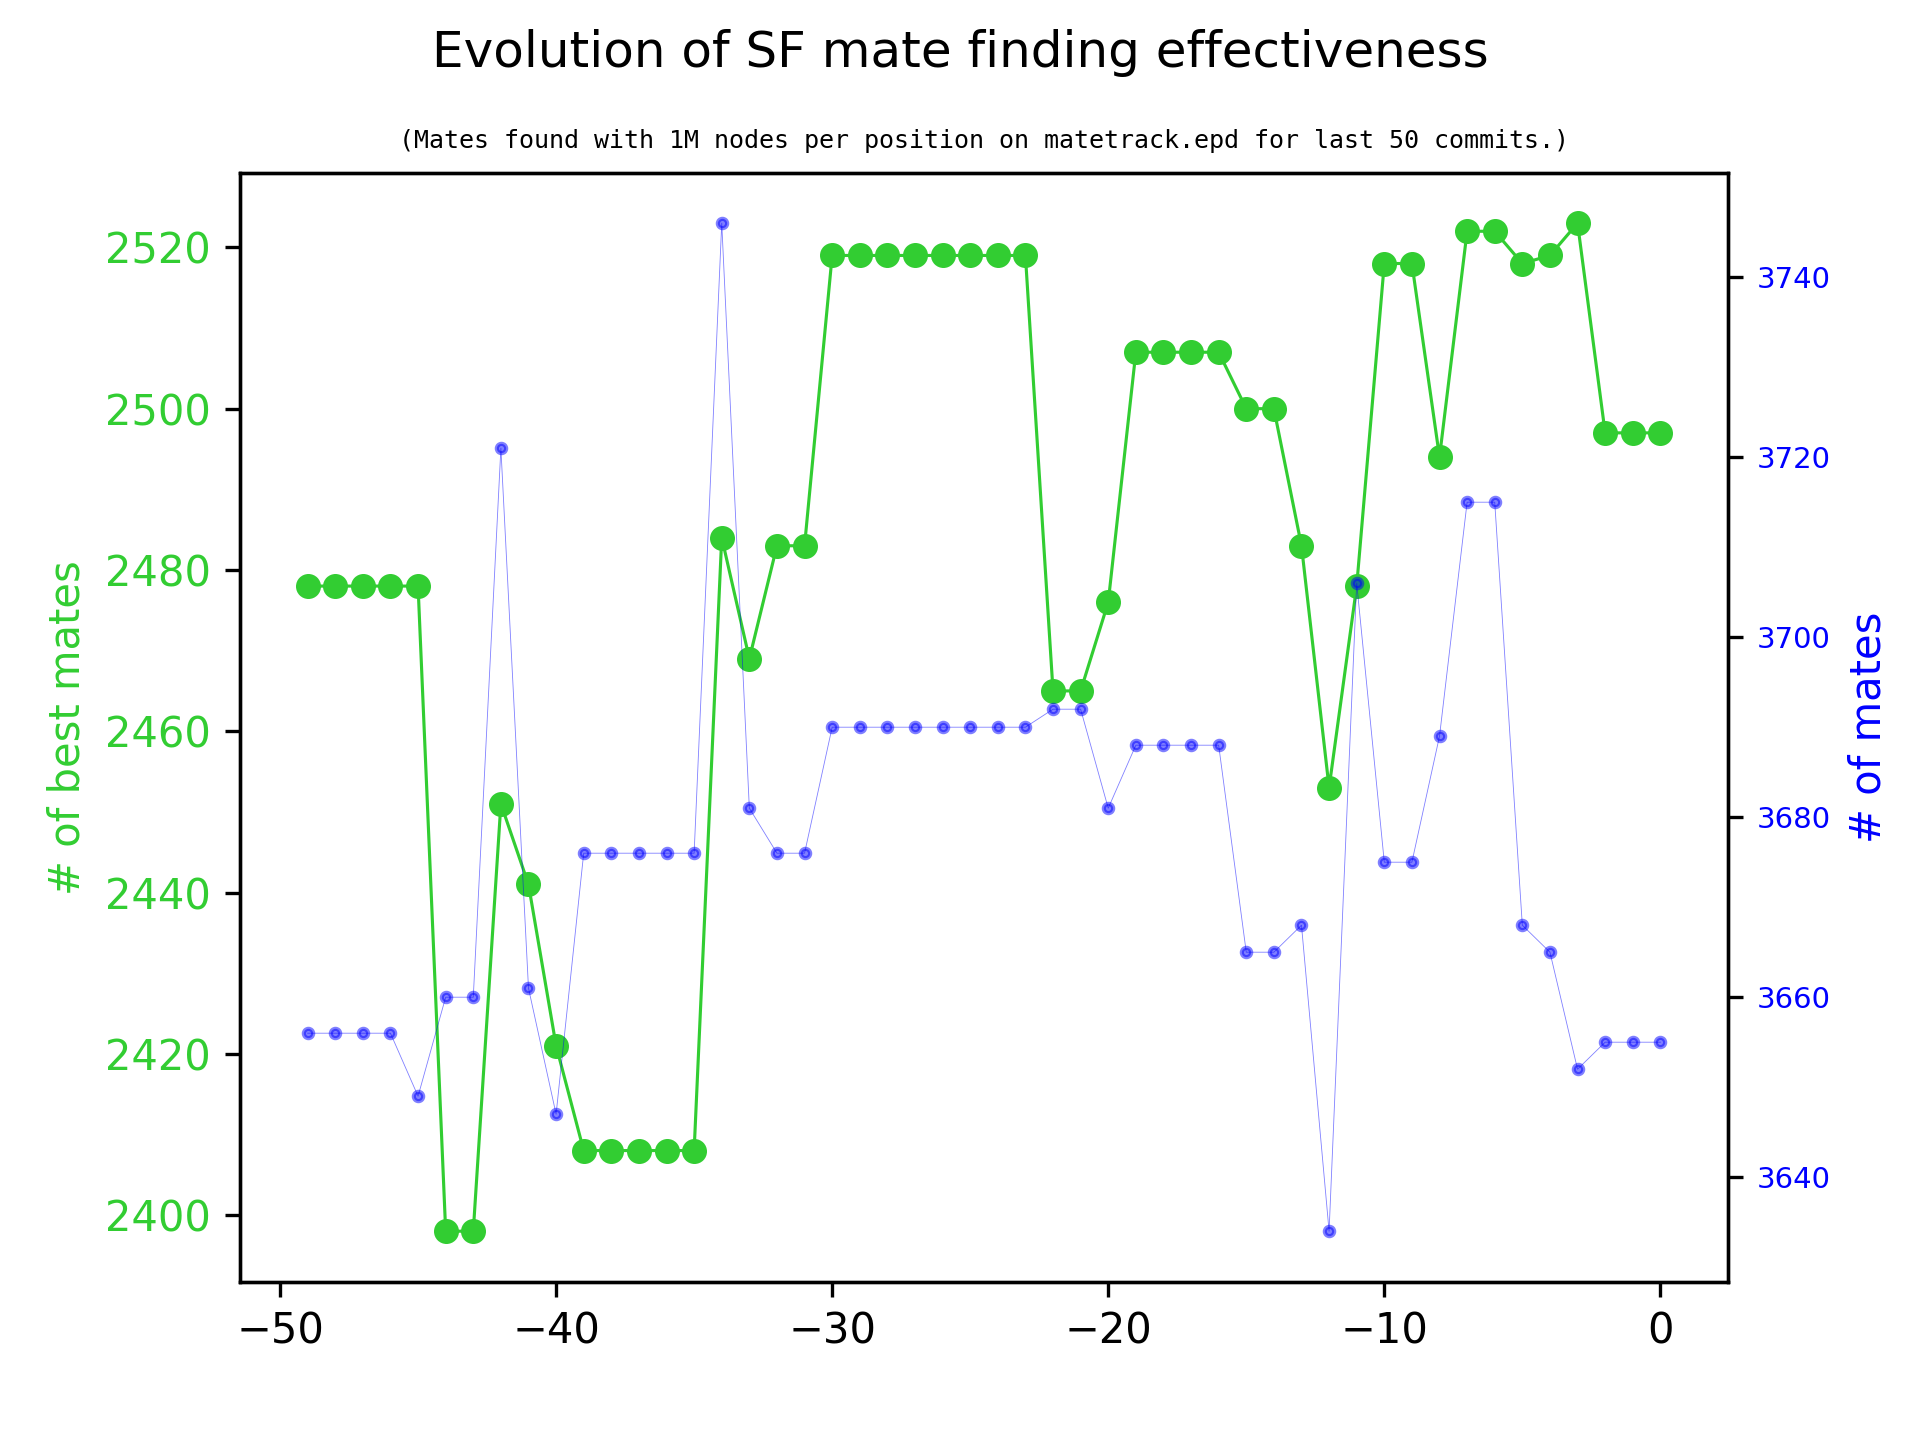 Evolution of SF mate finding effectiveness
(Mates found with 1M nodes per position on matetrack.epd for last 50 commits.)
# of best mates
2520
2500
2480
2460
2440
2420
2400
3740
3720
3700
3680
3660
3640
# of mates
−50 −40 −30 −20 −10 0